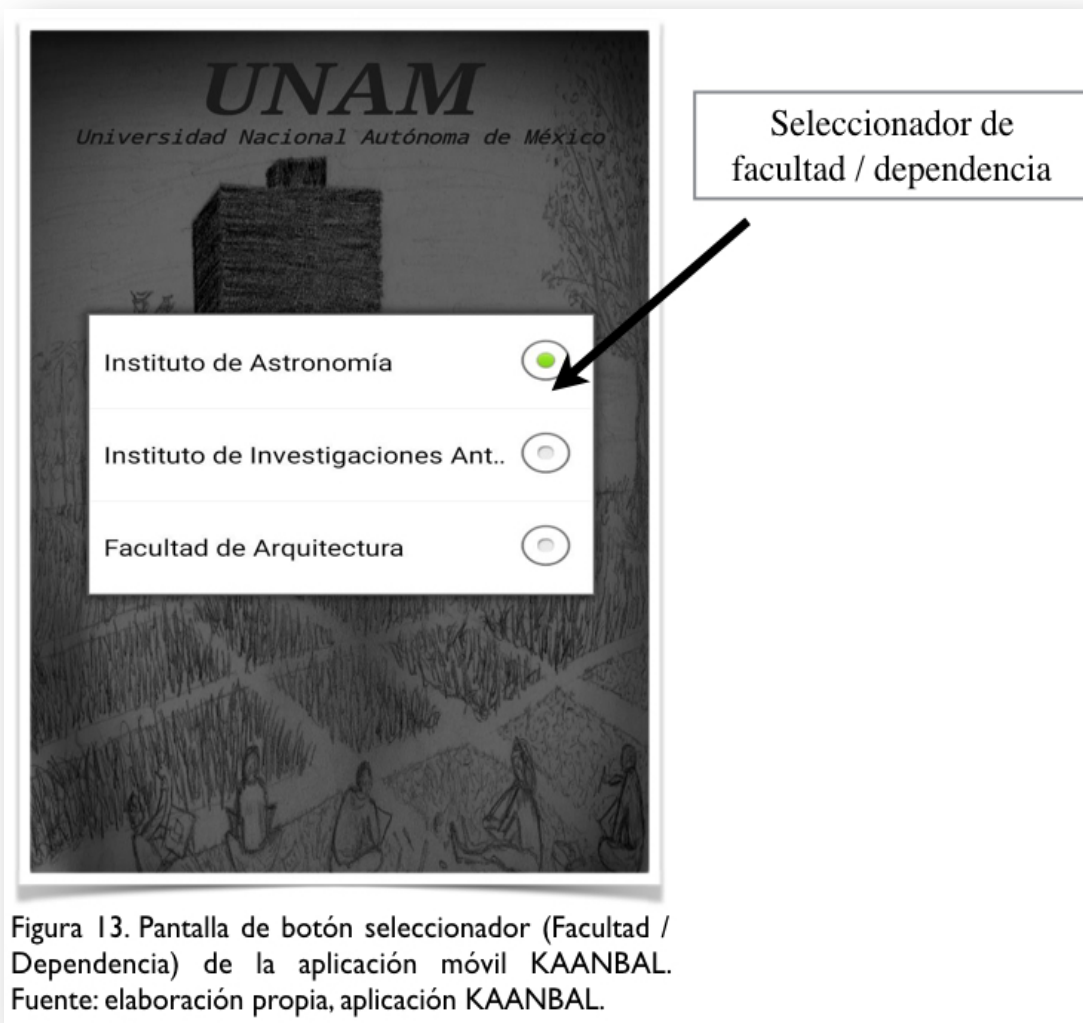 UNAM
Universidad Nacional Autónoma de México
Seleccionador de
facultad / dependencia
Instituto de Astronomía
Instituto de Investigaciones Ant..
Facultad de Arquitectura
Figura 13. Pantalla de botón seleccionador (Facultad /
Dependencia) de la aplicación móvil KAANBAL.
Fuente: elaboración propia, aplicación KAANBAL.